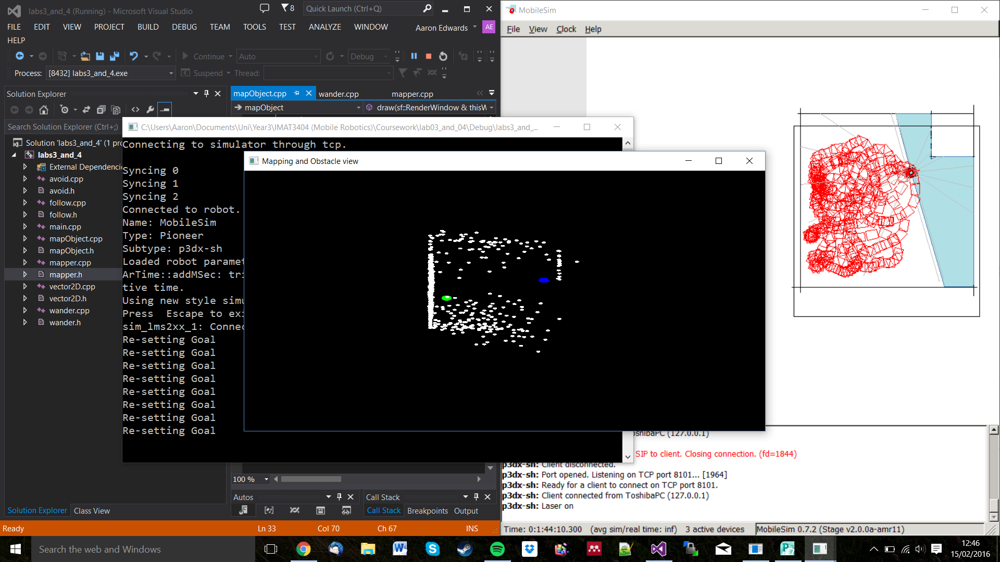 labs3_and_4 (Running) - Microsoft Visual Studio
8
Quick Launch (Ctrl+Q)
FILE EDIT VIEW PROJECT BUILD DEBUG TEAM TOOLS TEST ANALYZE WINDOW
Aaron Edwards
AE
HELP
Continue
Auto
Debug
Process: [8432] labs3_and_4.exe
Suspend
Thread:
Solution Explorer
mapObject.cpp
wander.cpp
mapper.cpp
mapObject
draw(sf::RenderWindow & thisW
Search Solution Explorer (Ctrl+;)
Solution 'labs3_and_4' (1 pro
labs3_and_4
External Dependenci
avoid.cpp
avoid.h
follow.cpp
follow.h
main.cpp
mapObject.cpp
mapObject.h
mapper.cpp
mapper.h
vector2D.cpp
vector2D.h
wander.cpp
wander.h
C:\Users\Aaron\Documents\Uni\Year3\IMAT3404 (Mobile Robotics)\Coursework\lab03_and_04\Debug\labs3_and_...
Connecting to simulator through tcp.
Syncing 0
Syncing 1
Syncing 2
Connected to robot.
Name: MobileSim
Type: Pioneer
Subtype: p3dx-sh
Loaded robot paramet
ArTime::addMSec: tri
tive time.
Using new style simu
Press Escape to exi
sim_lms2xx_1: Connec
Re-setting Goal
Re-setting Goal
Re-setting Goal
Re-setting Goal
Re-setting Goal
Re-setting Goal
Re-setting Goal
Re-setting Goal
Mapping and Obstacle view
100 %
Autos
Call Stack
Solution Explorer
Class View
Call Stack
Breakpoints
Output
Ready
Ln 33
Col 70
Ch 67
INS
MobileSim
File View Clock Help
oshibaPC (127.0.0.1)
SIP to client. Closing connection. (fd=1844)
p3dx-sh: Client disconnected.
p3dx-sh: Port opened. Listening on TCP port 8101... [1964]
p3dx-sh: Ready for a client to connect on TCP port 8101.
p3dx-sh: Client connected from ToshibaPC (127.0.0.1)
p3dx-sh: Laser on
Time: 0:1:44:10.300 (avg sim/real time: inf) 3 active devices
MobileSim 0.7.2 (Stage v2.0.0a-amr11)
Search the web and Windows
12:46
15/02/2016